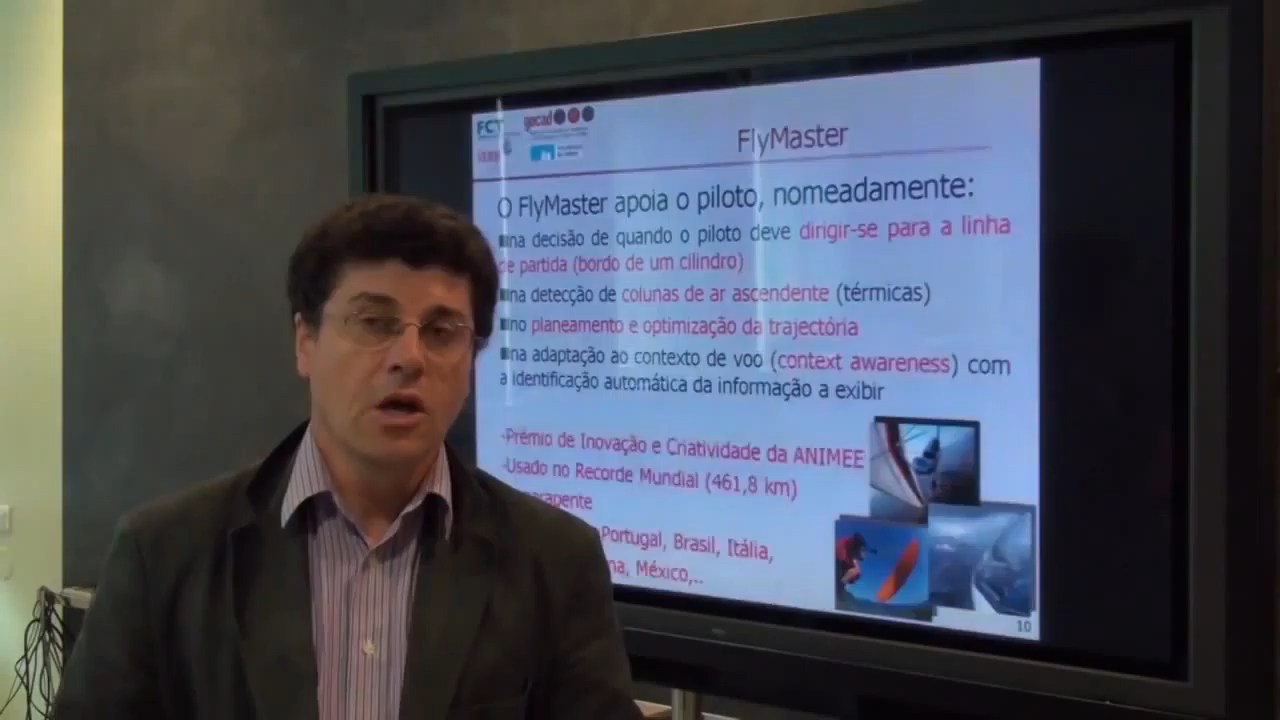 FCT
gecad
FlyMaster
O FlyMaster apoia o piloto, nomeadamente:
na decisão de quando o piloto deve dirigir-se para a linha
de partida (bordo de um cilindro)
na detecção de colunas de ar ascendente (térmicas)
no planeamento e optimização da trajectória
na adaptação ao contexto de voo (context awareness) com
a identificação automática da informação a exibir
-Prémio de Inovação e Criatividade da ANIMEE
-Usado no Recorde Mundial (461,8 km)
Portugal, Brasil, Itália,
México,..
10